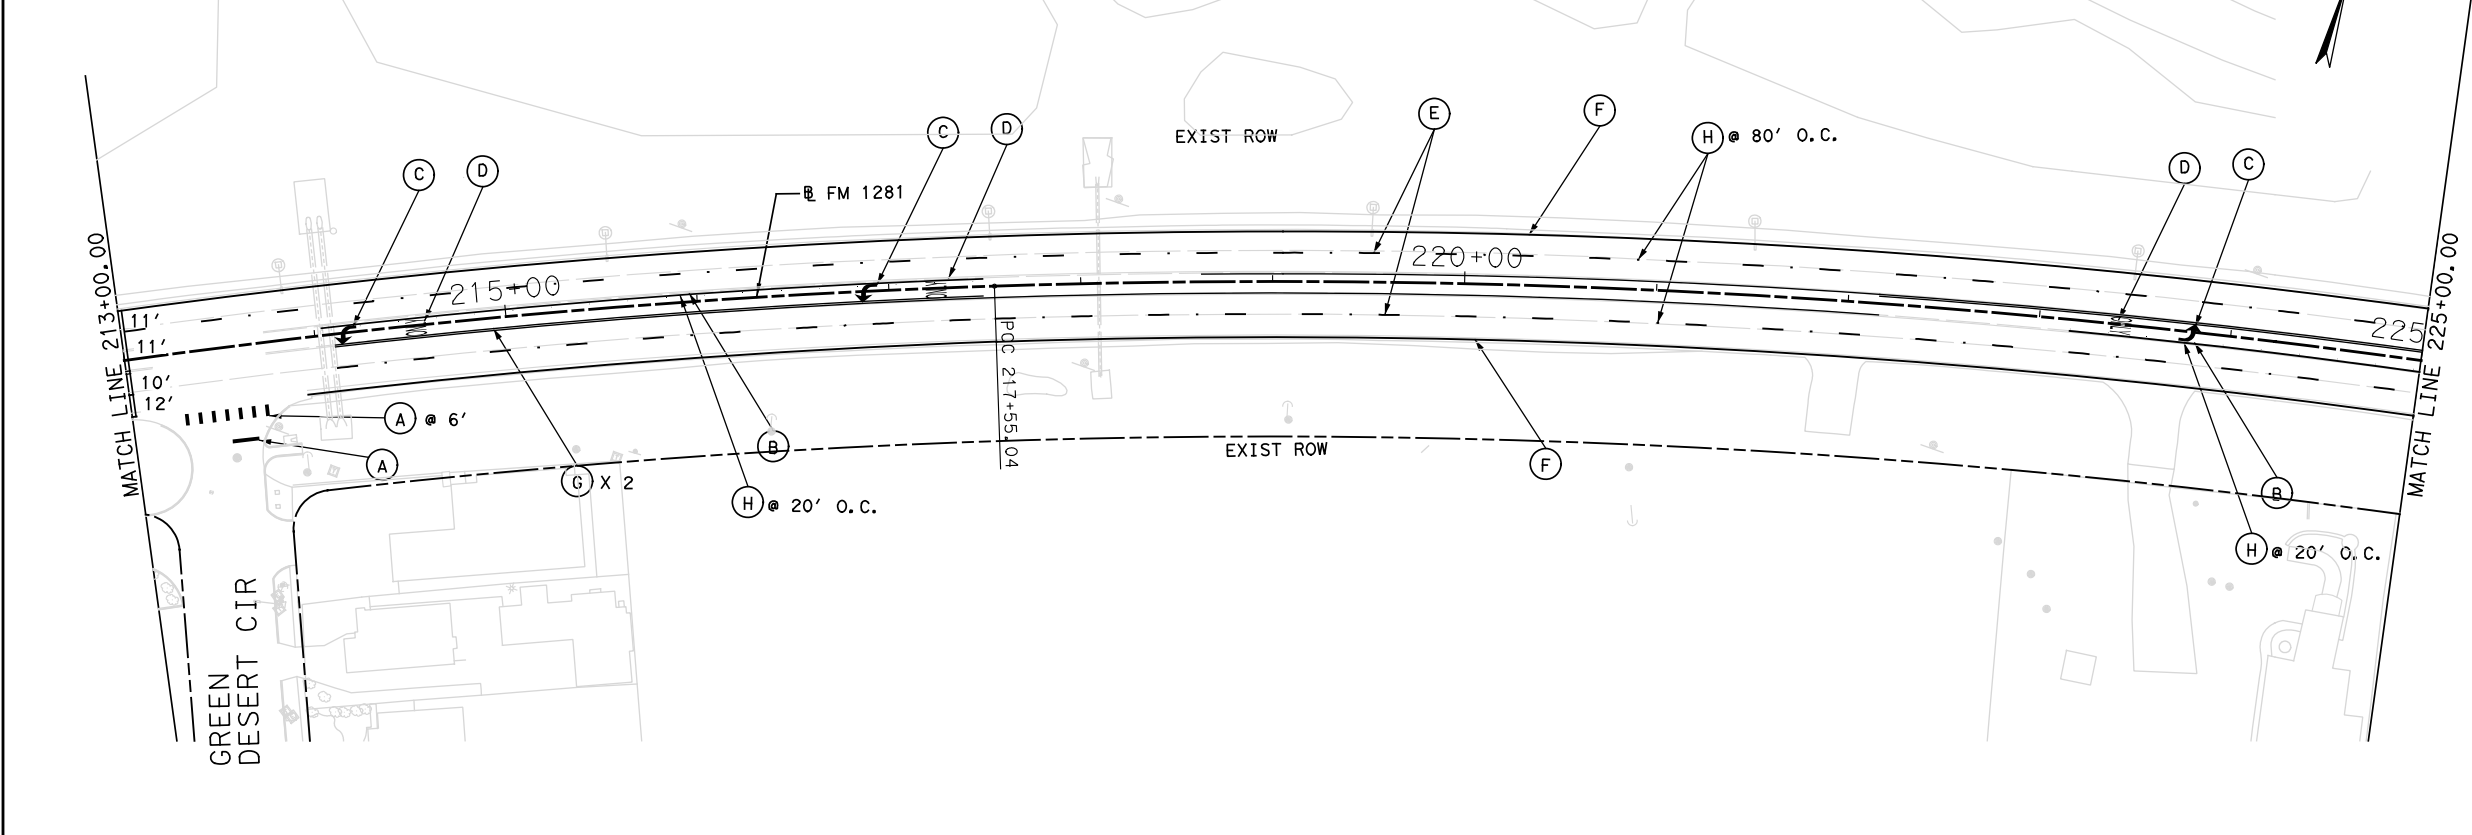 E
F
C
D
EXIST ROW
H @ 80' O.C.
C
D
D
C
℄ FM 1281
MATCH LINE 213+00.00
11'
11'
10'
12'
215+00
220+00
225
MATCH LINE 225+00.00
PCC 217+55.04
A @ 6'
A
G X 2
B
H @ 20' O.C.
EXIST ROW
F
B
H @ 20' O.C.
GREEN
DESERT CIR